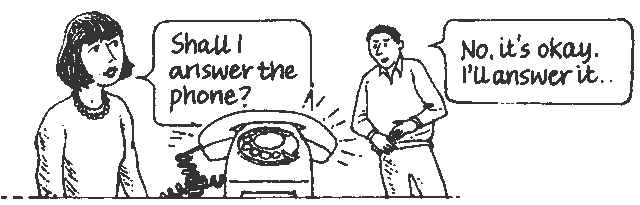 Shall I
answer the
phone?
No, it's okay.
I'll answer it..